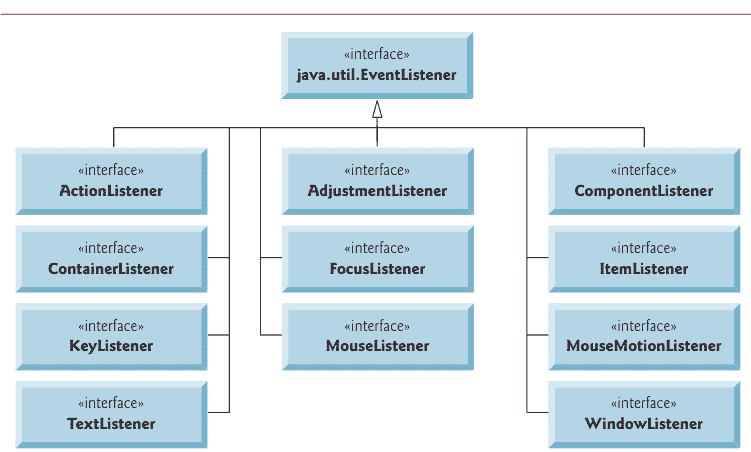 «interface»
java.util.EventListener
«interface»
ActionListener
«interface»
AdjustmentListener
«interface»
ComponentListener
«interface»
ContainerListener
«interface»
FocusListener
«interface»
ItemListener
«interface»
KeyListener
«interface»
MouseListener
«interface»
MouseMotionListener
«interface»
TextListener
«interface»
WindowListener